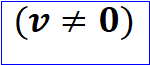 (𝒗 ≠ 𝟎)